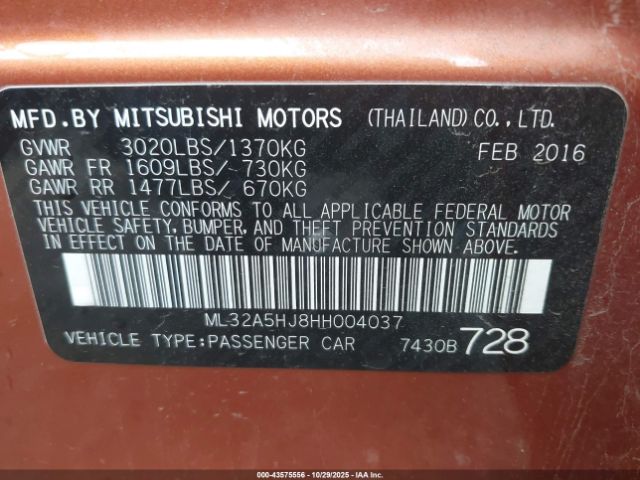 MFD.BY MITSUBISHI MOTORS (THAILAND)CO.,LTD.
GVWR 3020LBS/1370KG FEB 2016
GAWR FR 1609LBS/ 730KG
GAWR RR 1477LBS/ 670KG
THIS VEHICLE CONFORMS TO ALL APPLICABLE FEDERAL MOTOR
VEHICLE SAFETY, BUMPER, AND THEFT PREVENTION STANDARDS
IN EFFECT ON THE DATE OF MANUFACTURE SHOWN ABOVE.
ML32A5HJ8HH004037
VEHICLE TYPE:PASSENGER CAR 7430B 728
000-43575556 - 10/29/2025 - IAAI.COM